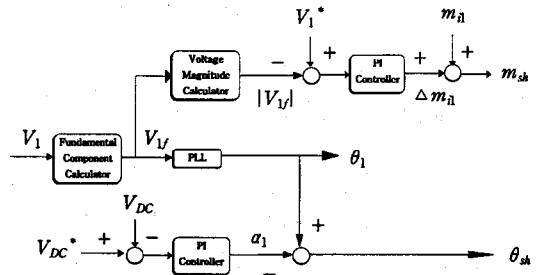 V1*
mi1
Voltage
Magnitude
Calculator
−
+
PI
Controller
+
+
|V1f|
Δ mi1
msh
V1
Fundamental
Component
Calculator
V1f
PLL
θ1
VDC
+
VDC*
+
−
PI
Controller
α1
−
θsh